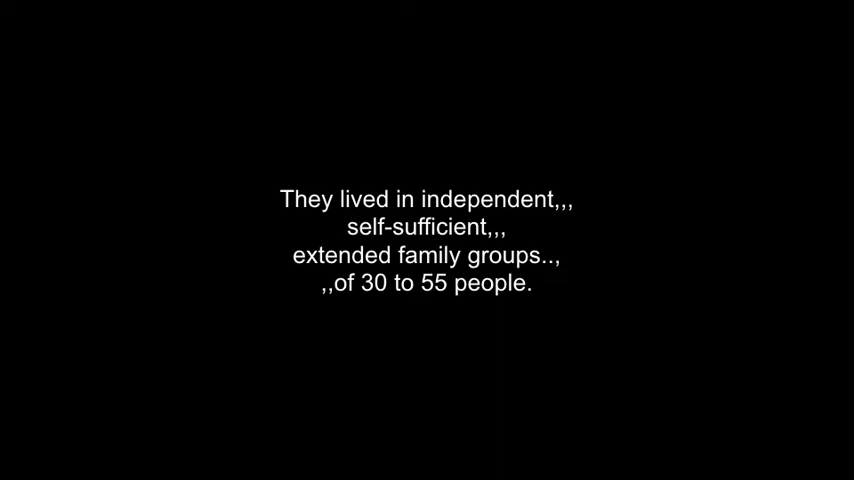 They lived in independent,,,
self-sufficient,,,
extended family groups..,
,,of 30 to 55 people.